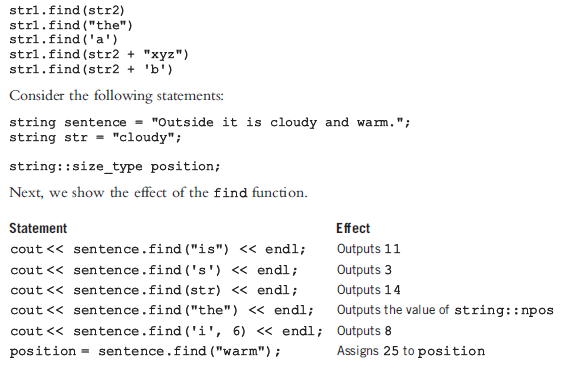 str1.find(str2)
str1.find("the")
str1.find('a')
str1.find(str2 + "xyz")
str1.find(str2 + 'b')
Consider the following statements:
string sentence = "Outside it is cloudy and warm.";
string str = "cloudy";
string::size_type position;
Next, we show the effect of the find function.
Statement Effect
cout << sentence.find("is") << endl; Outputs 11
cout << sentence.find('s') << endl; Outputs 3
cout << sentence.find(str) << endl; Outputs 14
cout << sentence.find("the") << endl; Outputs the value of string::npos
cout << sentence.find('i', 6) << endl; Outputs 8
position = sentence.find("warm"); Assigns 25 to position